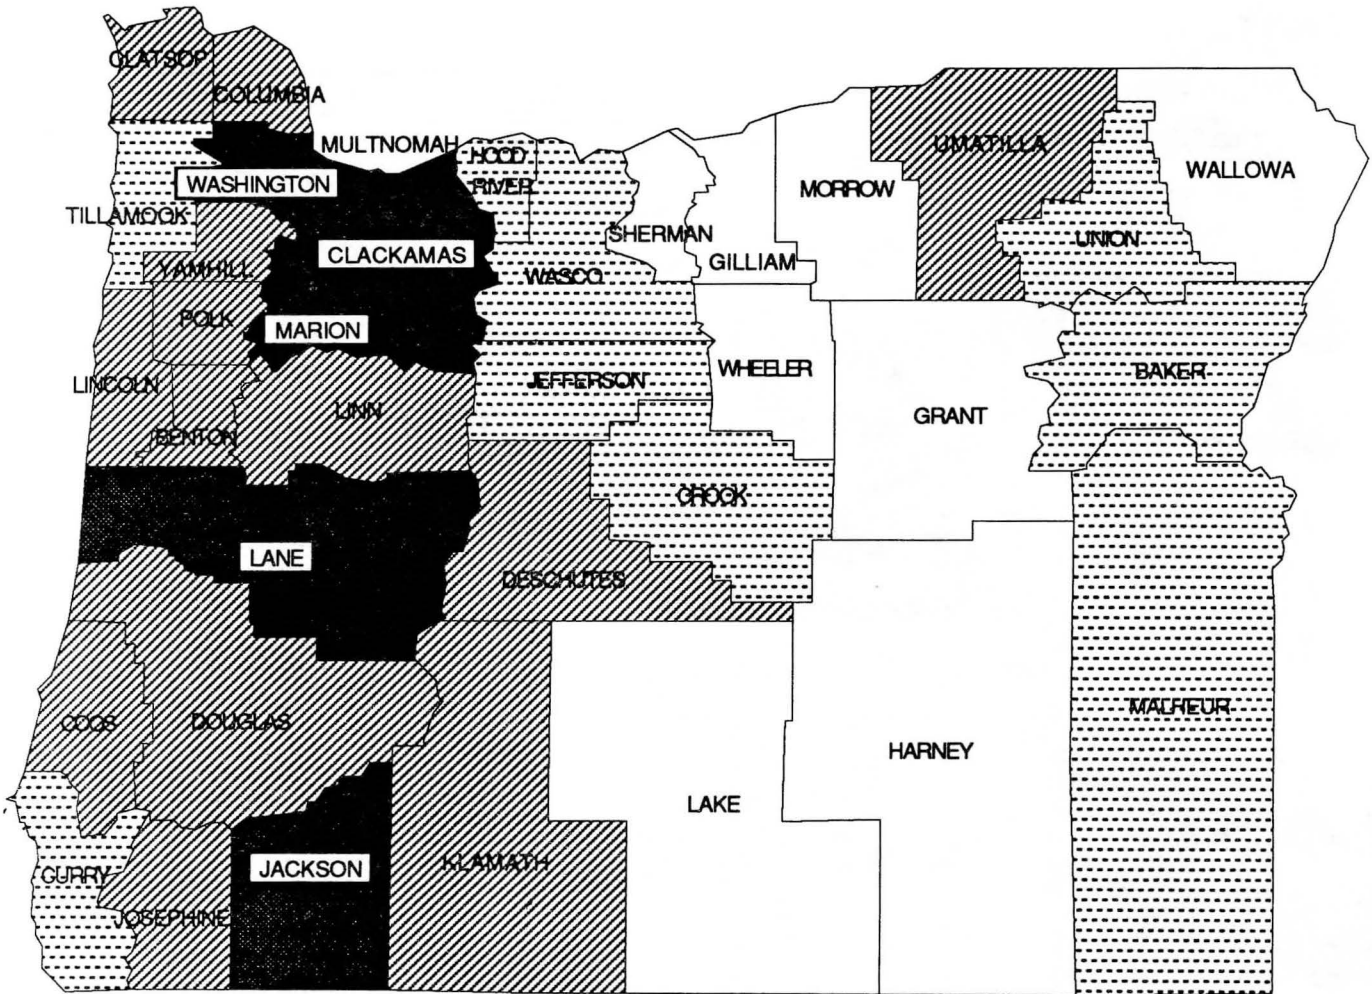 CLATSOP
COLUMBIA
MULTNOMAH
HOOD
RIVER
UMATILLA
WALLOWA
WASHINGTON
MORROW
TILLAMOOK
SHERMAN
UNION
CLACKAMAS
GILLIAM
YAMHILL
WASCO
POLK
MARION
WHEELER
BAKER
LINCOLN
JEFFERSON
LINN
GRANT
BENTON
CROOK
LANE
DESCHUTES
MALHEUR
COOS
DOUGLAS
HARNEY
LAKE
CURRY
JACKSON
KLAMATH
JOSEPHINE